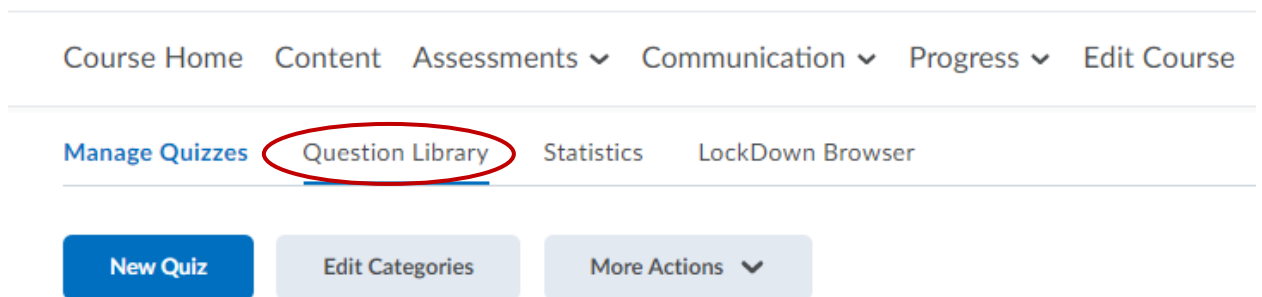 Course Home Content Assessments Communication Progress Edit Course
Manage Quizzes Question Library Statistics LockDown Browser
New Quiz Edit Categories More Actions